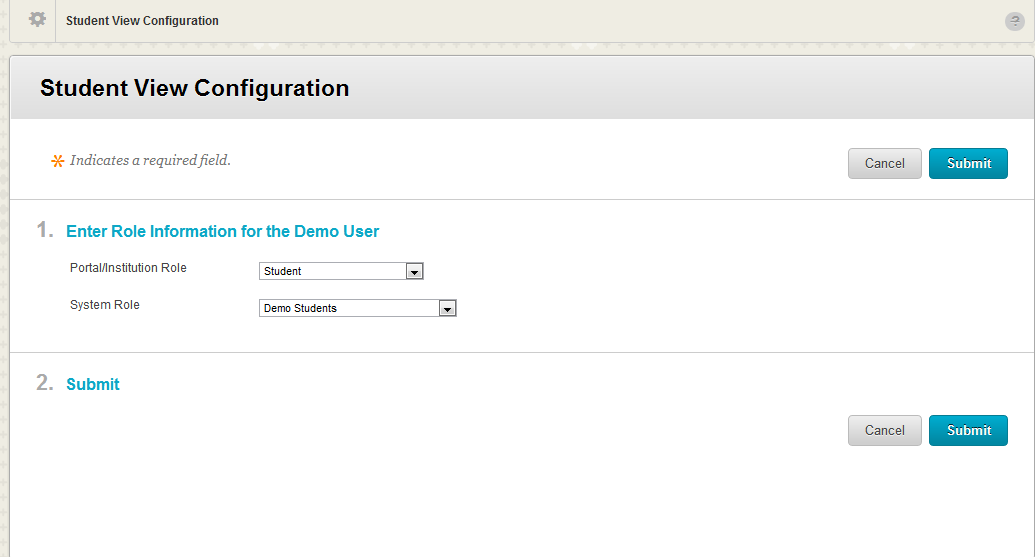 Student View Configuration
?
Student View Configuration
Indicates a required field.
Cancel Submit
1. Enter Role Information for the Demo User
Portal/Institution Role Student
System Role Demo Students
2. Submit
Cancel Submit